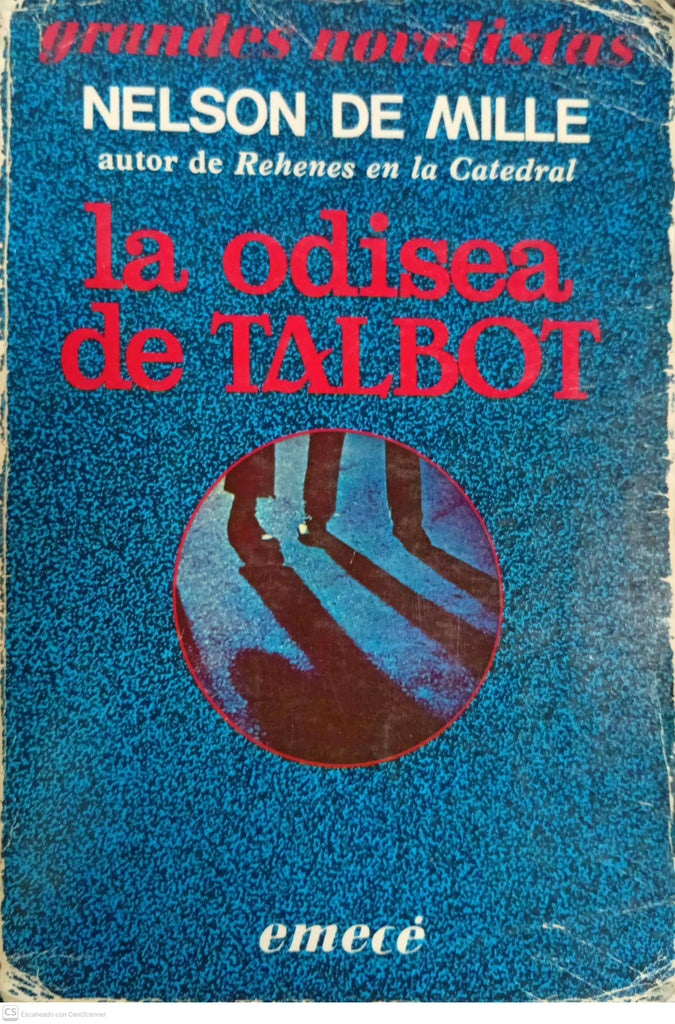 grandes novelistas
NELSON DE MILLE
autor de Rehenes en la Catedral
la odisea
de TALBOT
emecé
CS Escaneado con CamScanner